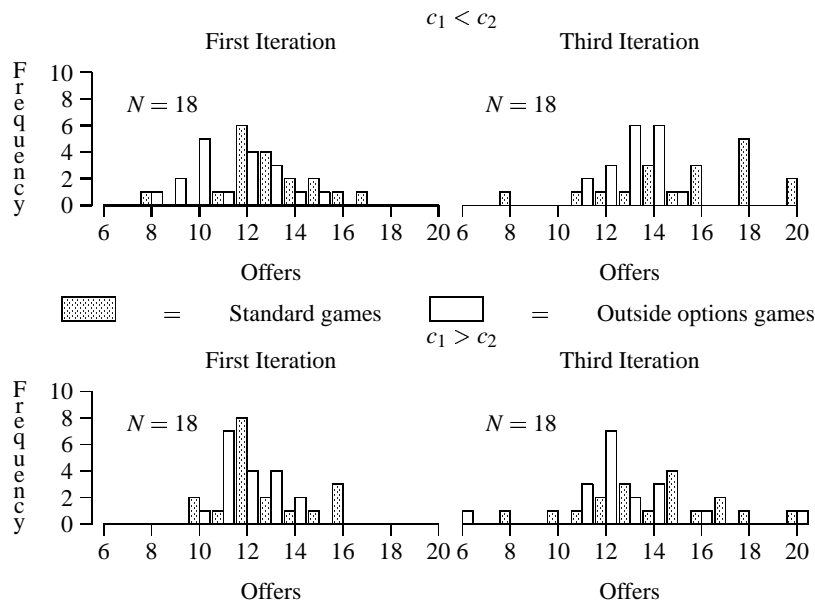 c₁ < c₂
First Iteration
Third Iteration
Frequency
10
8
6
4
2
0
N = 18
N = 18
6 8 10 12 14 16 18 20
6 8 10 12 14 16 18 20
Offers
Offers
= Standard games
= Outside options games
c₁ > c₂
First Iteration
Third Iteration
Frequency
10
8
6
4
2
0
N = 18
N = 18
6 8 10 12 14 16 18 20
6 8 10 12 14 16 18 20
Offers
Offers